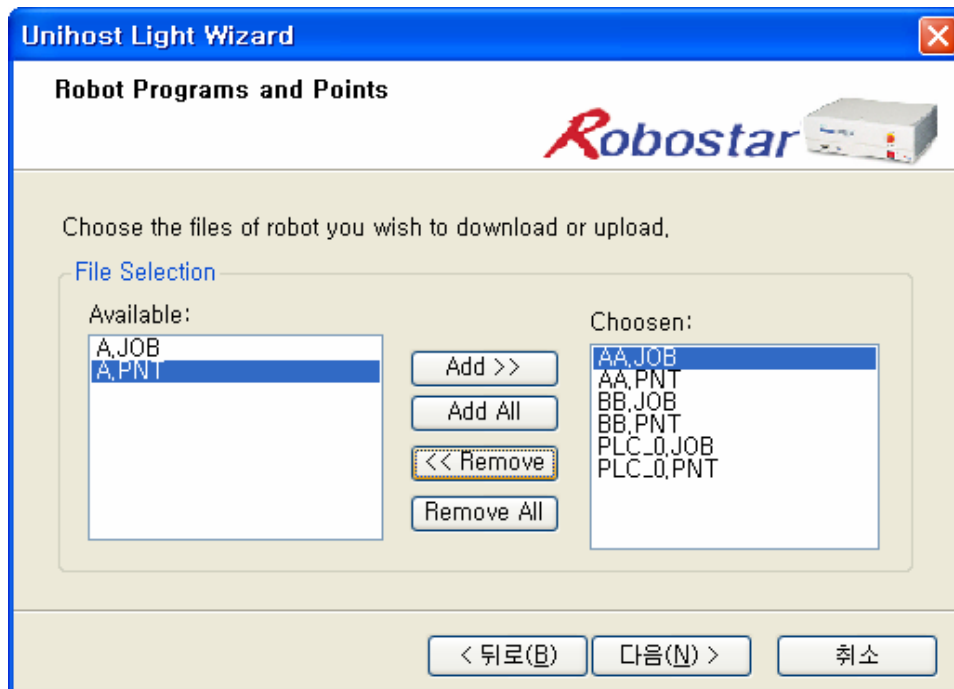 Unihost Light Wizard
Robot Programs and Points
Robostar
Choose the files of robot you wish to download or upload.
File Selection
Available:
A.JOB
A.PNT
Add >>
Add All
<< Remove
Remove All
Choosen:
AA.JOB
AA.PNT
BB.JOB
BB.PNT
PLC_0.JOB
PLC_0.PNT
< 뒤로(B)
다음(N) >
취소